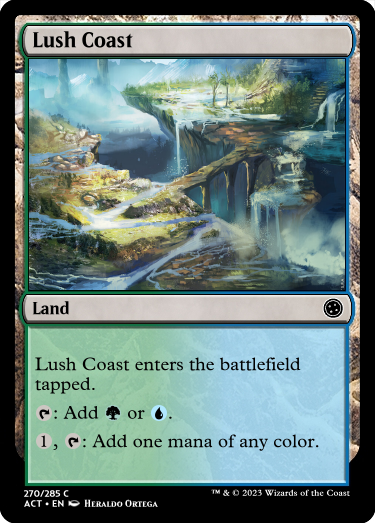 Lush Coast
Land
Lush Coast enters the battlefield
tapped.
: Add or .
1, : Add one mana of any color.
270/285 C
ACT • EN HERALDO ORTEGA
™ & © 2023 Wizards of the Coast